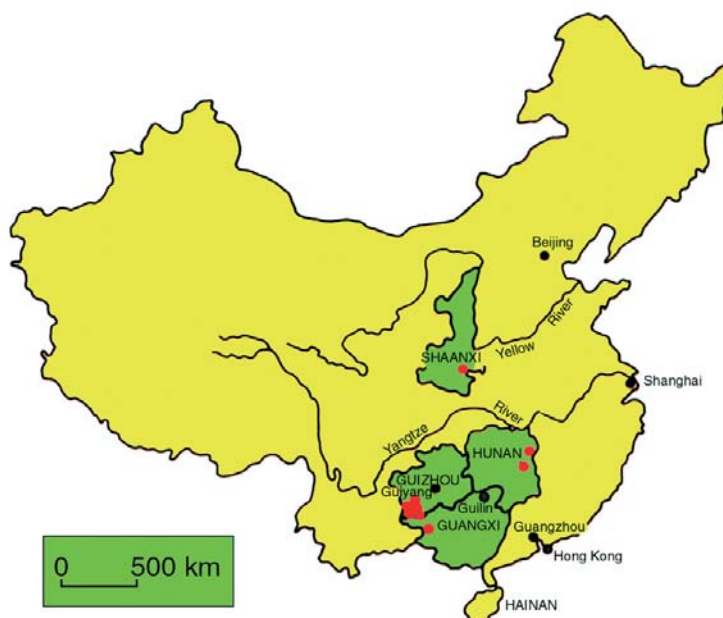 Beijing
River
Yellow
SHAANXI
Shanghai
River
Yangtze
HUNAN
GUIZHOU
Guiyang
Guilin
GUANGXI
Guangzhou
Hong Kong
0 500 km
HAINAN